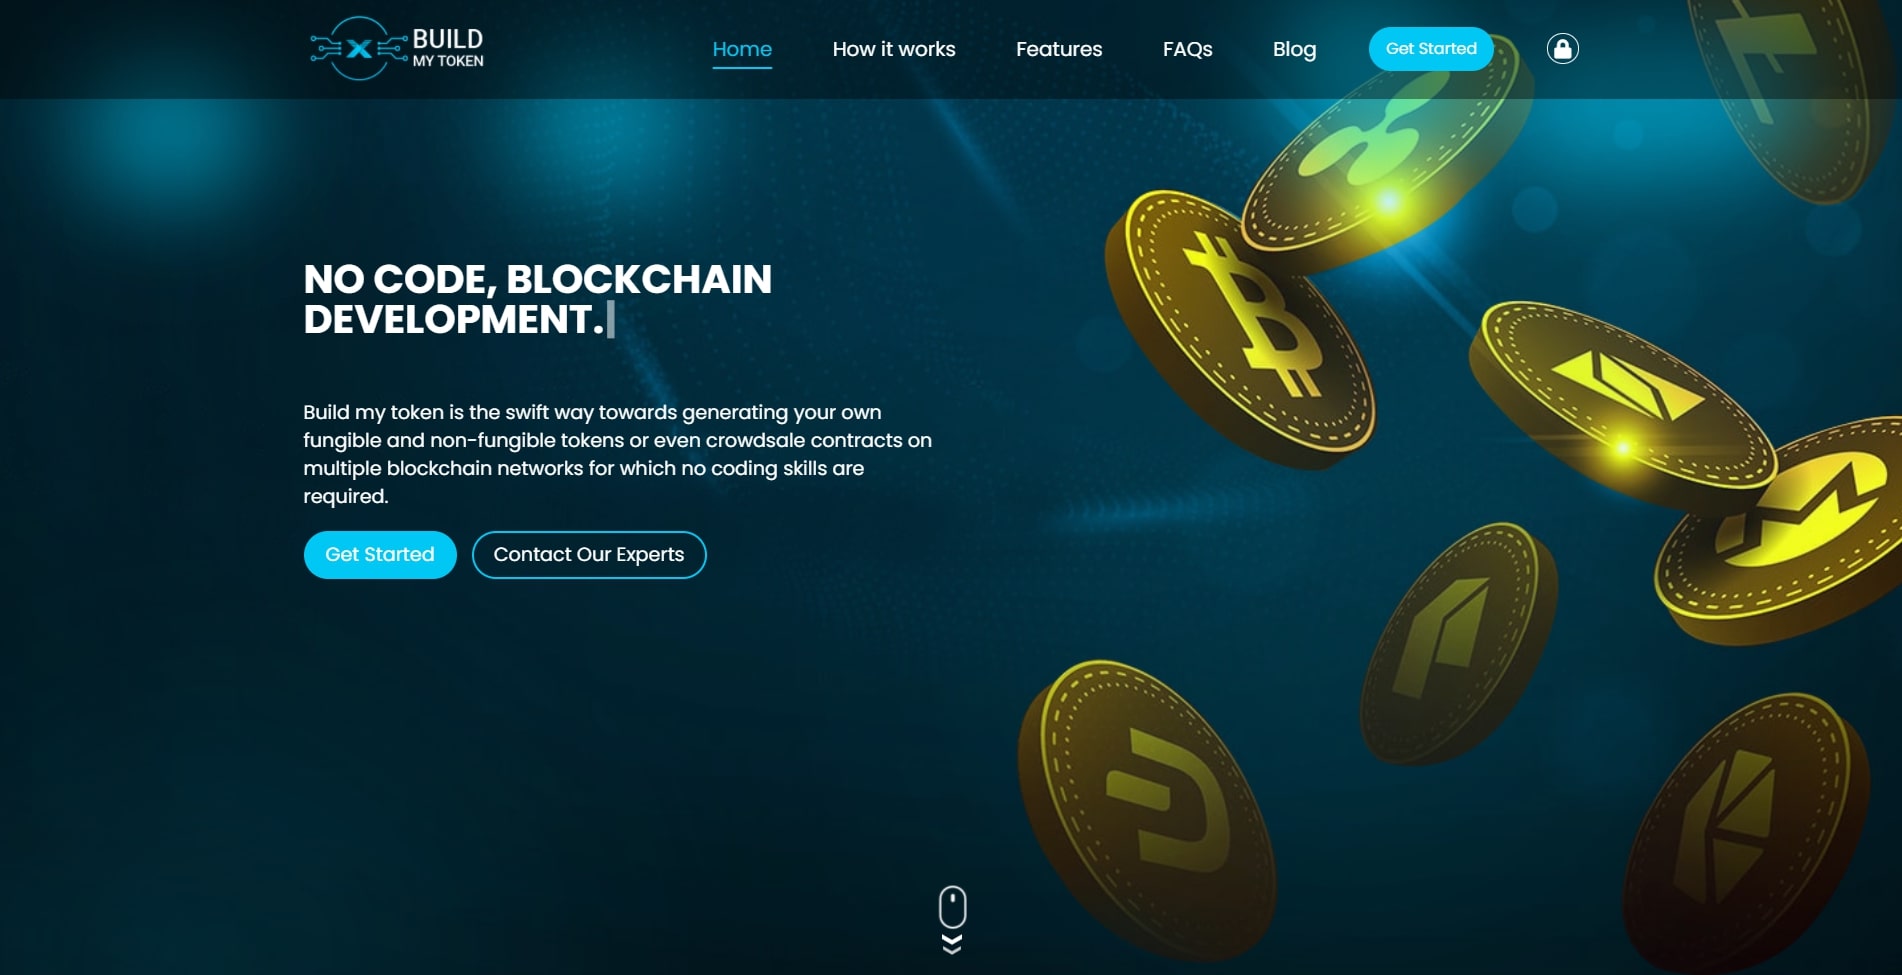 BUILD
MY TOKEN
Home
How it works
Features
FAQs
Blog
Get Started
NO CODE, BLOCKCHAIN
DEVELOPMENT.
Build my token is the swift way towards generating your own
fungible and non-fungible tokens or even crowdsale contracts on
multiple blockchain networks for which no coding skills are
required.
Get Started
Contact Our Experts